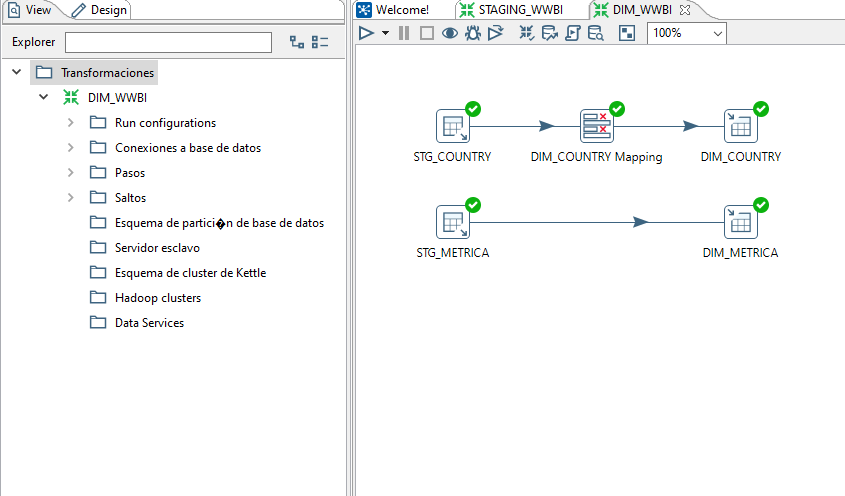 View
Design
Explorer
Transformaciones
DIM_WWBI
Run configurations
Conexiones a base de datos
Pasos
Saltos
Esquema de partici�n de base de datos
Servidor esclavo
Esquema de cluster de Kettle
Hadoop clusters
Data Services
Welcome!
STAGING_WWBI
DIM_WWBI
100%
STG_COUNTRY
DIM_COUNTRY Mapping
DIM_COUNTRY
STG_METRICA
DIM_METRICA